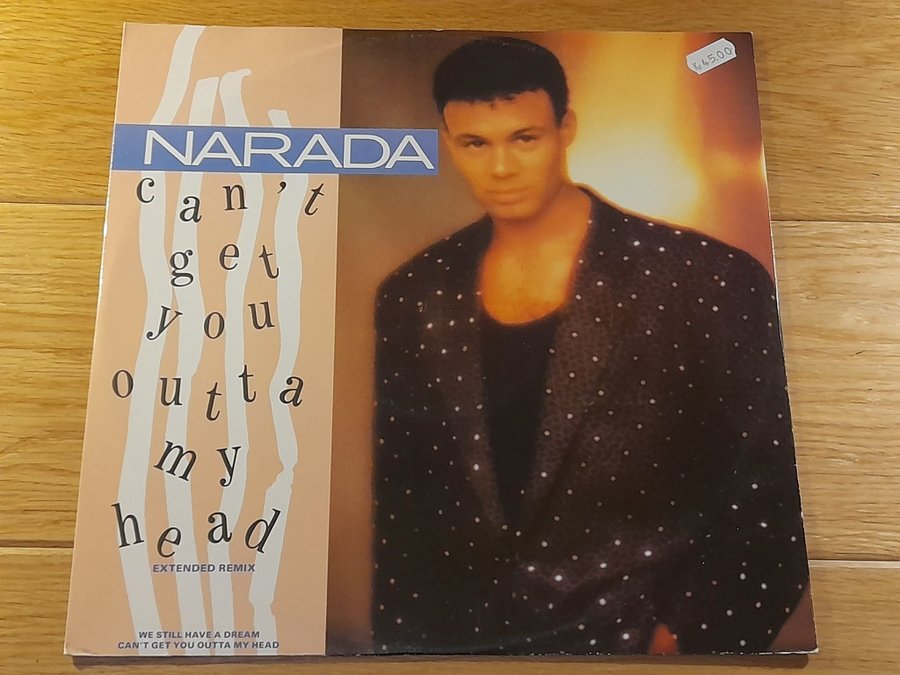 NARADA
can't
get
you
outta
my
head
EXTENDED REMIX
WE STILL HAVE A DREAM
CAN'T GET YOU OUTTA MY HEAD